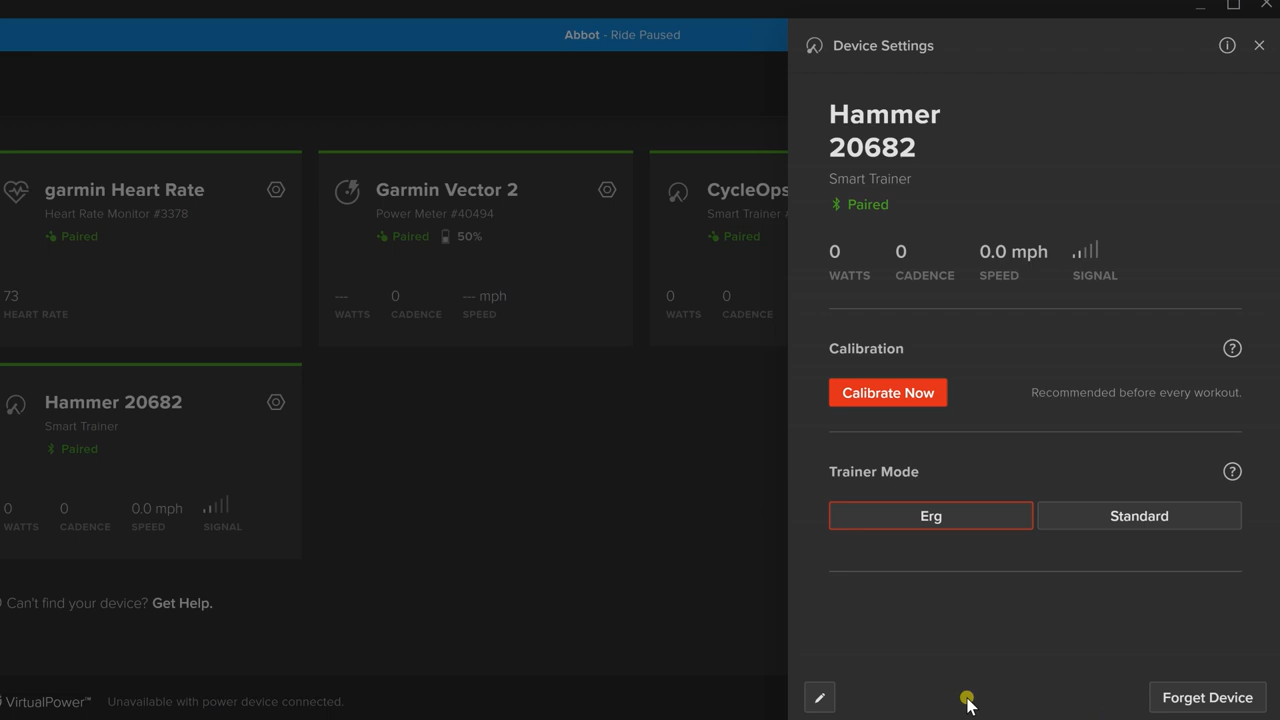 Abbot - Ride Paused
Device Settings
Hammer
20682
Smart Trainer
Paired
0 0 0.0 mph
WATTS CADENCE SPEED SIGNAL
Calibration
Calibrate Now Recommended before every workout.
Trainer Mode
Erg Standard
Forget Device
garmin Heart Rate
Heart Rate Monitor #3378
Paired
73
HEART RATE
Garmin Vector 2
Power Meter #40494
Paired 50%
--- 0 --- mph
WATTS CADENCE SPEED
CycleOps
Smart Trainer
Paired
0 0
WATTS CADENCE
Hammer 20682
Smart Trainer
Paired
0 0 0.0 mph
WATTS CADENCE SPEED SIGNAL
Can't find your device? Get Help.
VirtualPower™ Unavailable with power device connected.